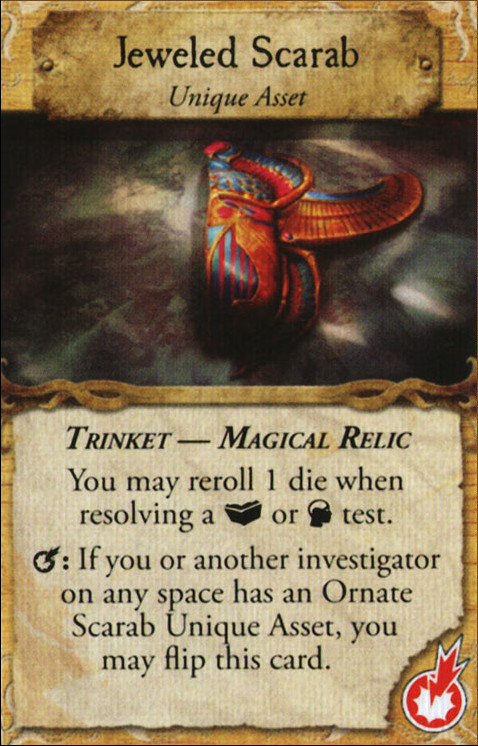 Jeweled Scarab
Unique Asset
TRINKET — MAGICAL RELIC
You may reroll 1 die when
resolving a or test.
: If you or another investigator
on any space has an Ornate
Scarab Unique Asset, you
may flip this card.